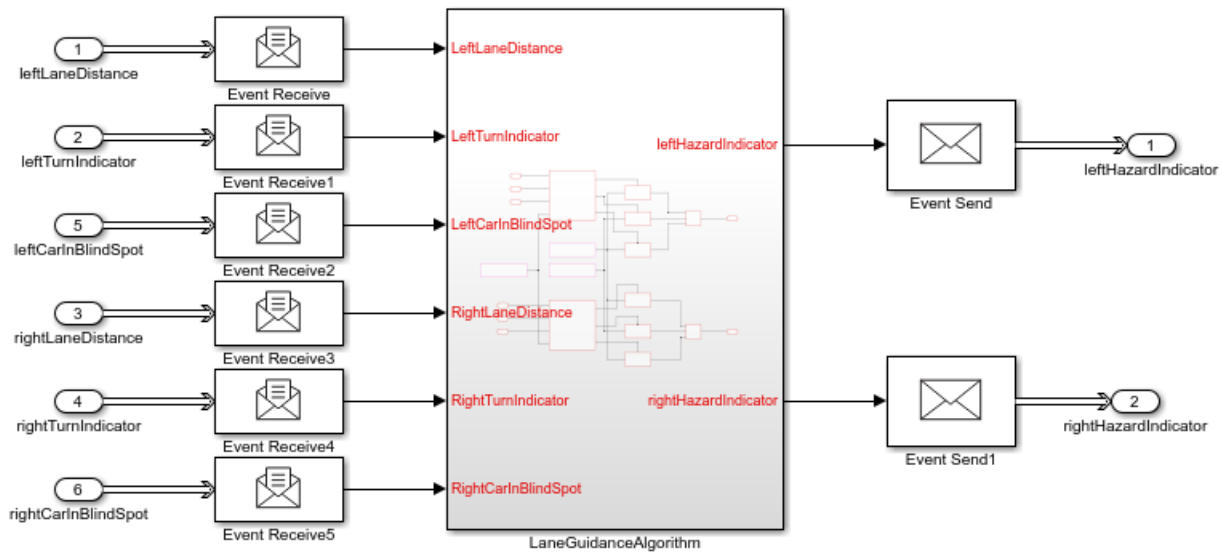 1
leftLaneDistance
Event Receive
LeftLaneDistance
2
leftTurnIndicator
Event Receive1
LeftTurnIndicator
5
leftCarInBlindSpot
Event Receive2
LeftCarInBlindSpot
3
rightLaneDistance
Event Receive3
RightLaneDistance
4
rightTurnIndicator
Event Receive4
RightTurnIndicator
6
rightCarInBlindSpot
Event Receive5
RightCarInBlindSpot
LaneGuidanceAlgorithm
leftHazardIndicator
Event Send
1
leftHazardIndicator
rightHazardIndicator
Event Send1
2
rightHazardIndicator